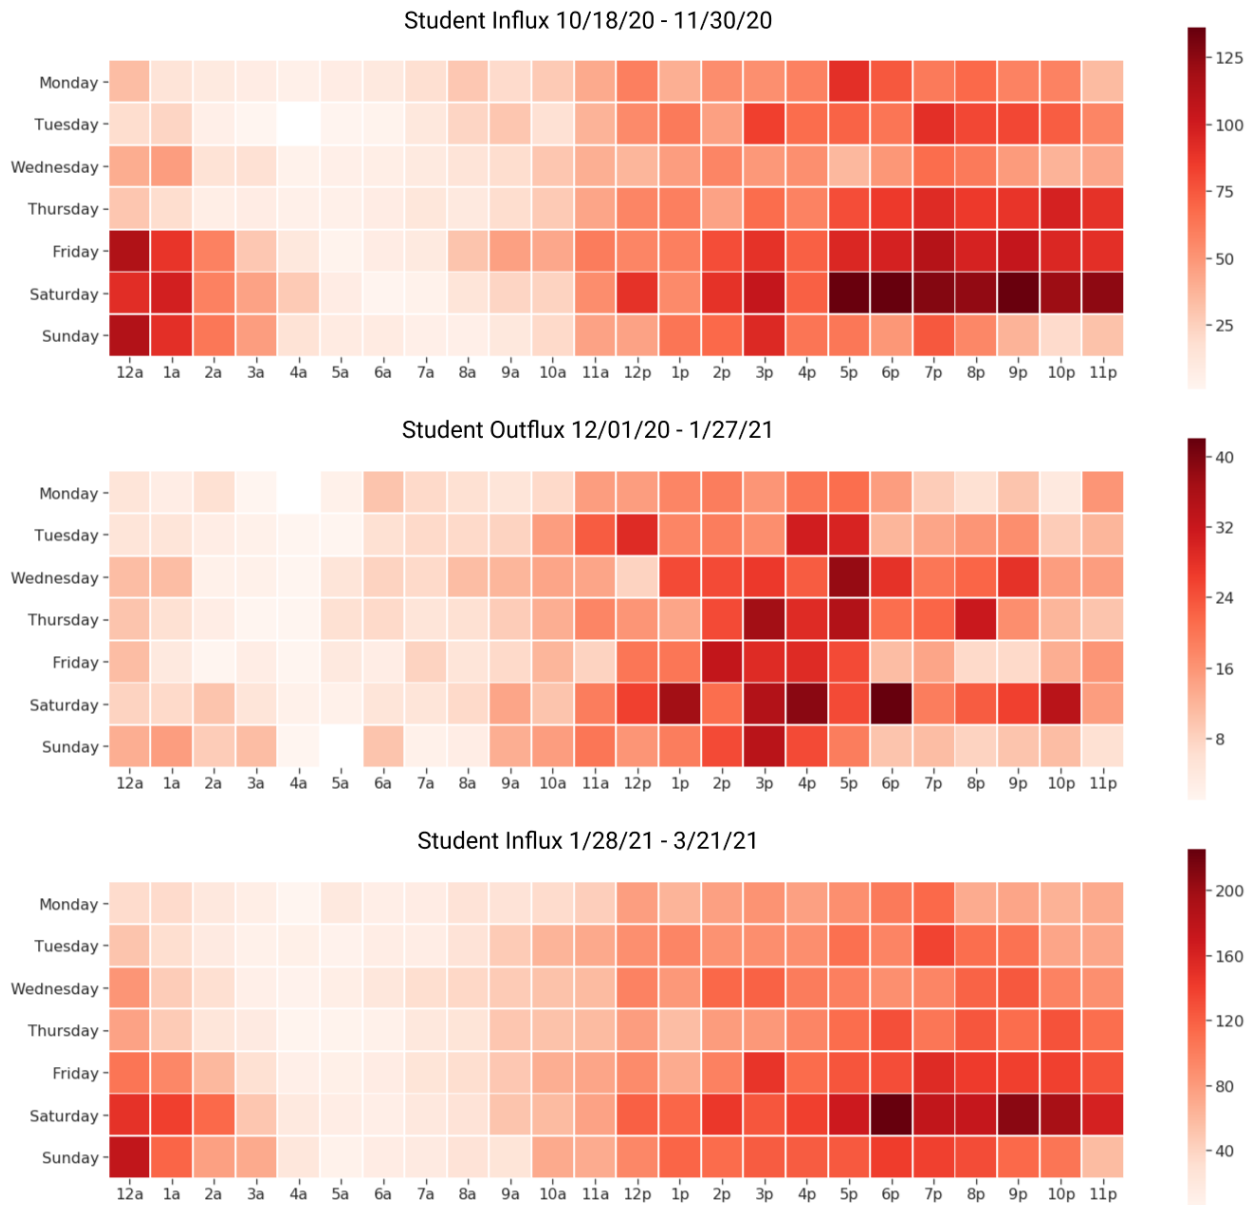 Student Influx 10/18/20 - 11/30/20
Monday
Tuesday
Wednesday
Thursday
Friday
Saturday
Sunday
12a 1a 2a 3a 4a 5a 6a 7a 8a 9a 10a 11a 12p 1p 2p 3p 4p 5p 6p 7p 8p 9p 10p 11p
125
100
75
50
25
Student Outflux 12/01/20 - 1/27/21
Monday
Tuesday
Wednesday
Thursday
Friday
Saturday
Sunday
12a 1a 2a 3a 4a 5a 6a 7a 8a 9a 10a 11a 12p 1p 2p 3p 4p 5p 6p 7p 8p 9p 10p 11p
40
32
24
16
8
Student Influx 1/28/21 - 3/21/21
Monday
Tuesday
Wednesday
Thursday
Friday
Saturday
Sunday
12a 1a 2a 3a 4a 5a 6a 7a 8a 9a 10a 11a 12p 1p 2p 3p 4p 5p 6p 7p 8p 9p 10p 11p
200
160
120
80
40